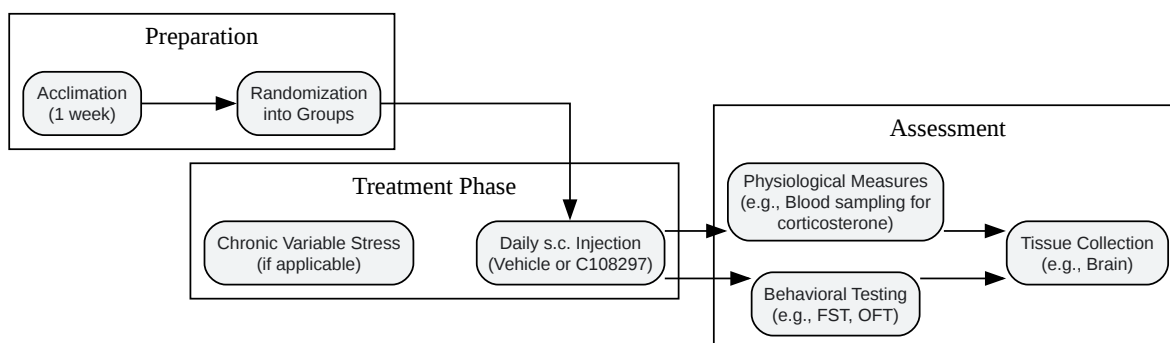 Preparation
Acclimation
(1 week)
Randomization
into Groups
Treatment Phase
Chronic Variable Stress
(if applicable)
Daily s.c. Injection
(Vehicle or C108297)
Assessment
Physiological Measures
(e.g., Blood sampling for
corticosterone)
Behavioral Testing
(e.g., FST, OFT)
Tissue Collection
(e.g., Brain)